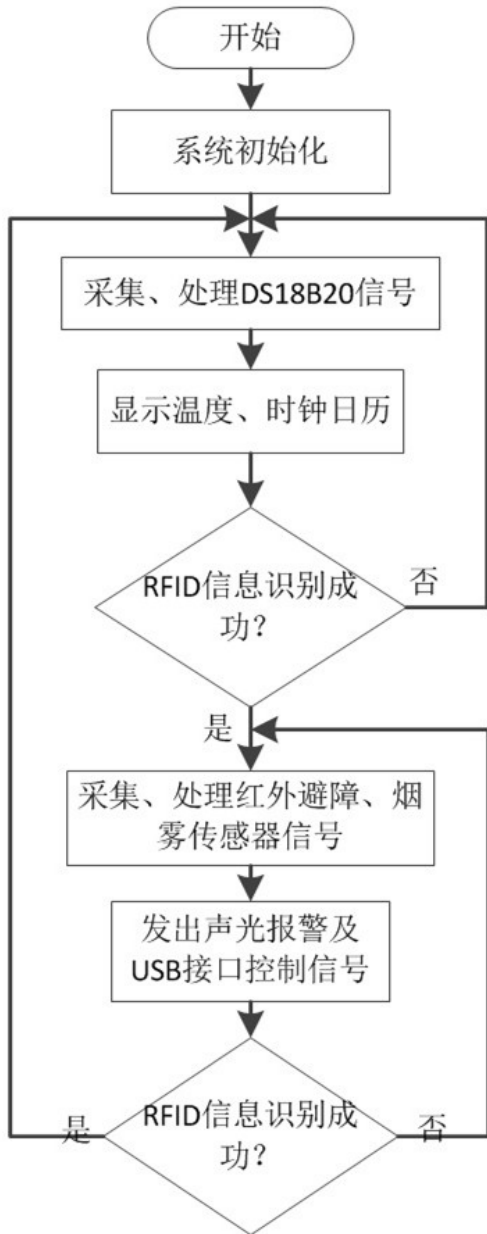 开始
系统初始化
采集、处理DS18B20信号
显示温度、时钟日历
RFID信息识别成
功？
否
是
采集、处理红外避障、烟
雾传感器信号
发出声光报警及
USB接口控制信号
RFID信息识别成
功？
是
否